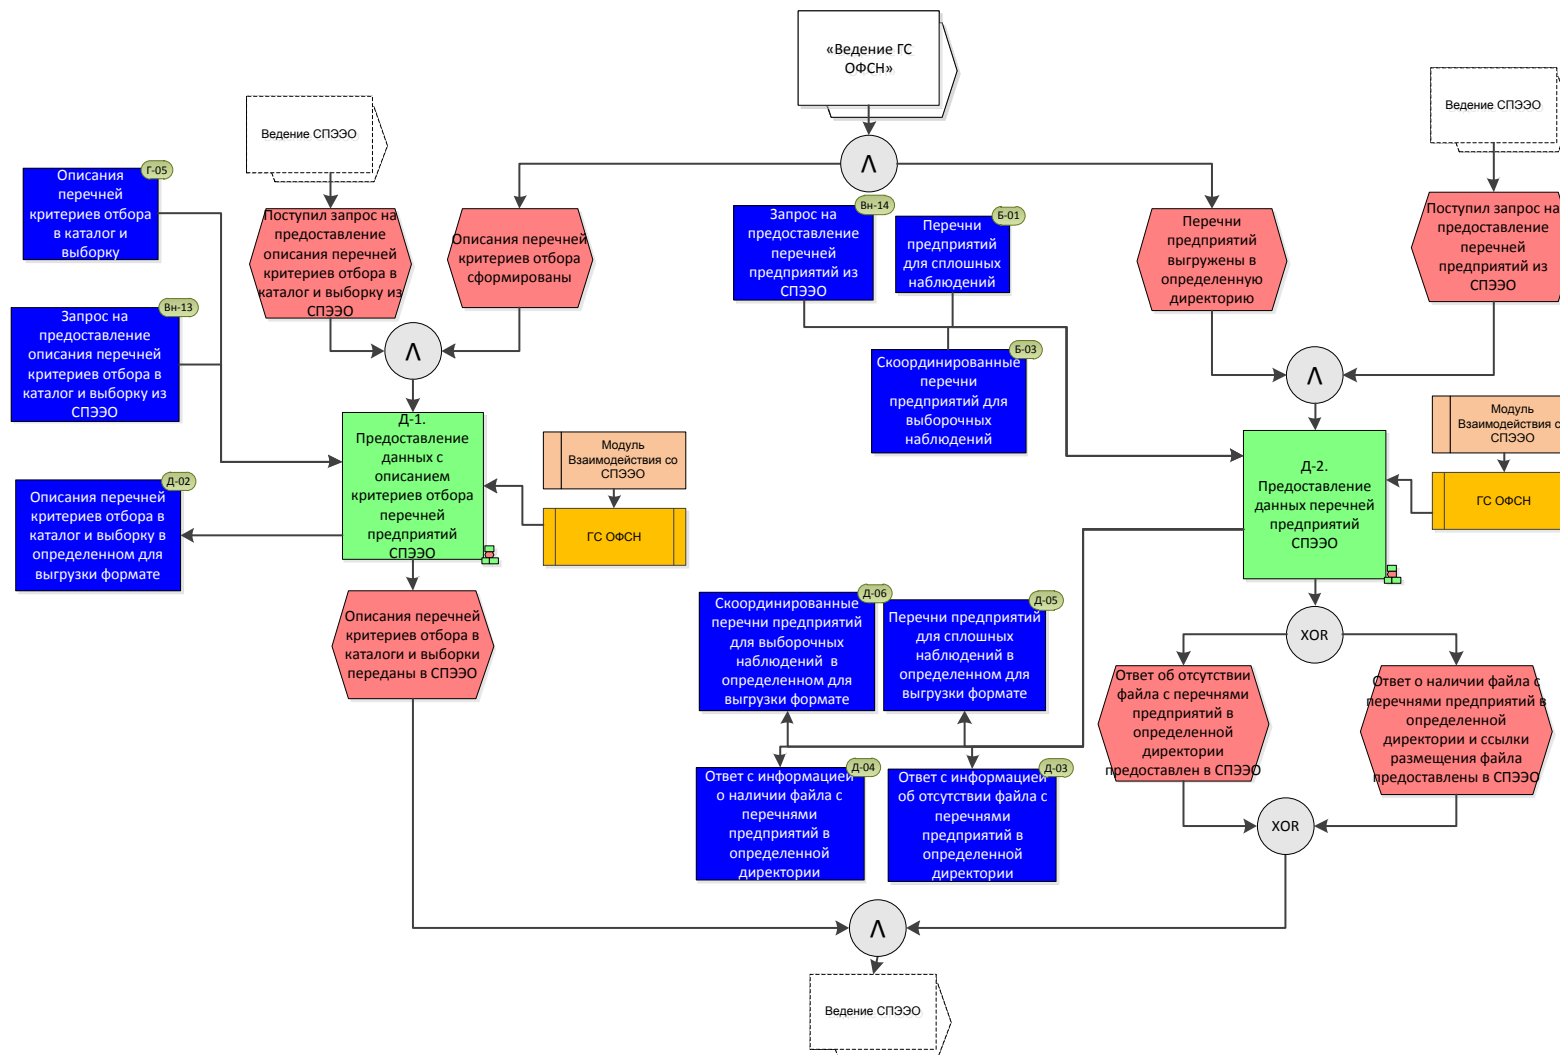 «Ведение ГС
ОФСН»
Ведение СПЭЭО
Ведение СПЭЭО
Λ
Г-05
Описания
перечней
критериев отбора
в каталог и
выборку
Поступил запрос на
предоставление
описания перечней
критериев отбора в
каталог и выборку из
СПЭЭО
Описания перечней
критериев отбора
сформированы
Вн-14
Запрос на
предоставление
перечней
предприятий из
СПЭЭО
Б-01
Перечни
предприятий
для сплошных
наблюдений
Перечни
предприятий
выгружены в
определенную
директорию
Поступил запрос на
предоставление
перечней
предприятий из
СПЭЭО
Вн-13
Запрос на
предоставление
описания перечней
критериев отбора в
каталог и выборку из
СПЭЭО
Λ
Б-03
Скоординированные
перечни
предприятий для
выборочных
наблюдений
Λ
Д-1.
Предоставление
данных с
описанием
критериев отбора
перечней
предприятий
СПЭЭО
Модуль
Взаимодействия со
СПЭЭО
ГС ОФСН
Д-2.
Предоставление
данных перечней
предприятий
СПЭЭО
Модуль
Взаимодействия с
СПЭЭО
ГС ОФСН
Д-02
Описания перечней
критериев отбора в
каталог и выборку в
определенном для
выгрузки формате
Описания перечней
критериев отбора в
каталоги и выборки
переданы в СПЭЭО
Д-06
Скоординированные
перечни предприятий
для выборочных
наблюдений в
определенном для
выгрузки формате
Д-05
Перечни предприятий
для сплошных
наблюдений в
определенном для
выгрузки формате
XOR
Ответ об отсутствии
файла с перечнями
предприятий в
определенной
директории
предоставлен в СПЭЭО
Ответ о наличии файла с
перечнями предприятий в
определенной
директории и ссылки
размещения файла
предоставлены в СПЭЭО
Д-04
Ответ с информацией
о наличии файла с
перечнями
предприятий в
определенной
директории
Д-03
Ответ с информацией
об отсутствии файла с
перечнями
предприятий в
определенной
директории
XOR
Λ
Ведение СПЭЭО